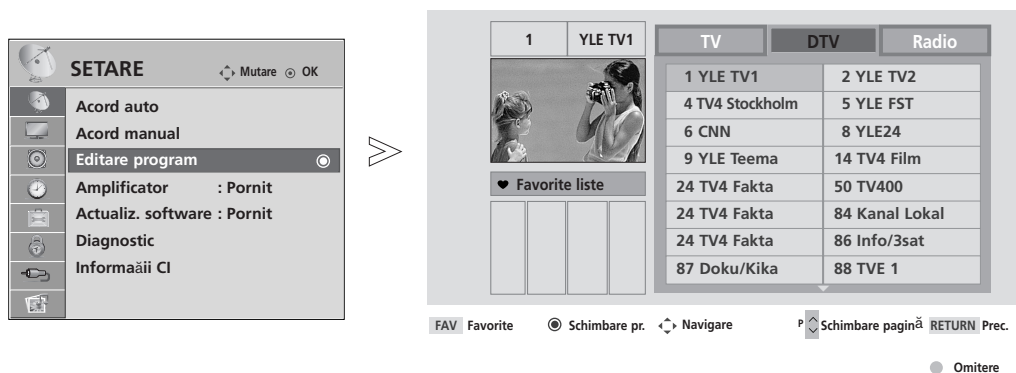 SETARE Mutare OK
Acord auto
Acord manual
Editare program
Amplificator : Pornit
Actualiz. software : Pornit
Diagnostic
Informaăii CI
1 YLE TV1
Favorite liste
TV DTV Radio
1 YLE TV1 2 YLE TV2
4 TV4 Stockholm 5 YLE FST
6 CNN 8 YLE24
9 YLE Teema 14 TV4 Film
24 TV4 Fakta 50 TV400
24 TV4 Fakta 84 Kanal Lokal
24 TV4 Fakta 86 Info/3sat
87 Doku/Kika 88 TVE 1
FAV Favorite Schimbare pr. Navigare P Schimbare pagină RETURN Prec.
Omitere